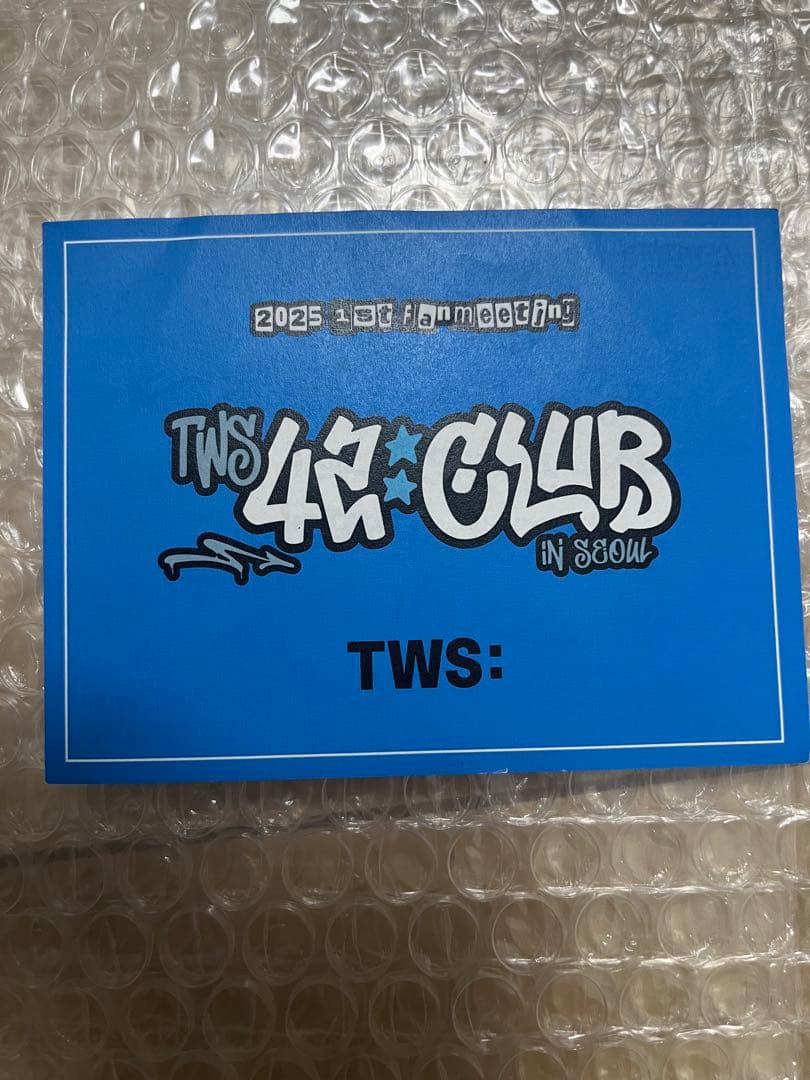 2025 1st fanmeeting
TWS 42:CLUB
IN SEOUL
TWS: